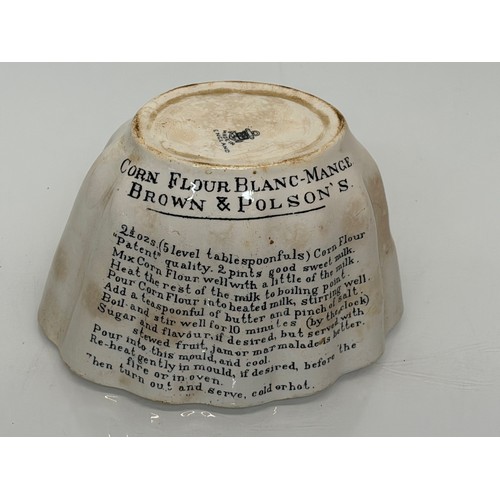 ENGLAND
CORN FLOUR BLANC-MANGE
BROWN & POLSON'S.
2½ozs. (5 level tablespoonfuls) Corn Flour
"Patent" quality. 2 pints good sweet milk.
Mix Corn Flour well with a little of the milk.
Heat the rest of the milk to boiling point.
Pour Corn Flour into heated milk, stirring well.
Add a teaspoonful of butter and pinch of salt.
Boil and stir well for 10 minutes (by the clock)
Sugar and flavour if desired, but served with
stewed fruit, jam or marmalade is better.
Pour into this mould, and cool.
Re-heat gently in mould, if desired, before the
fire or in oven.
Then turn out and serve, cold or hot.